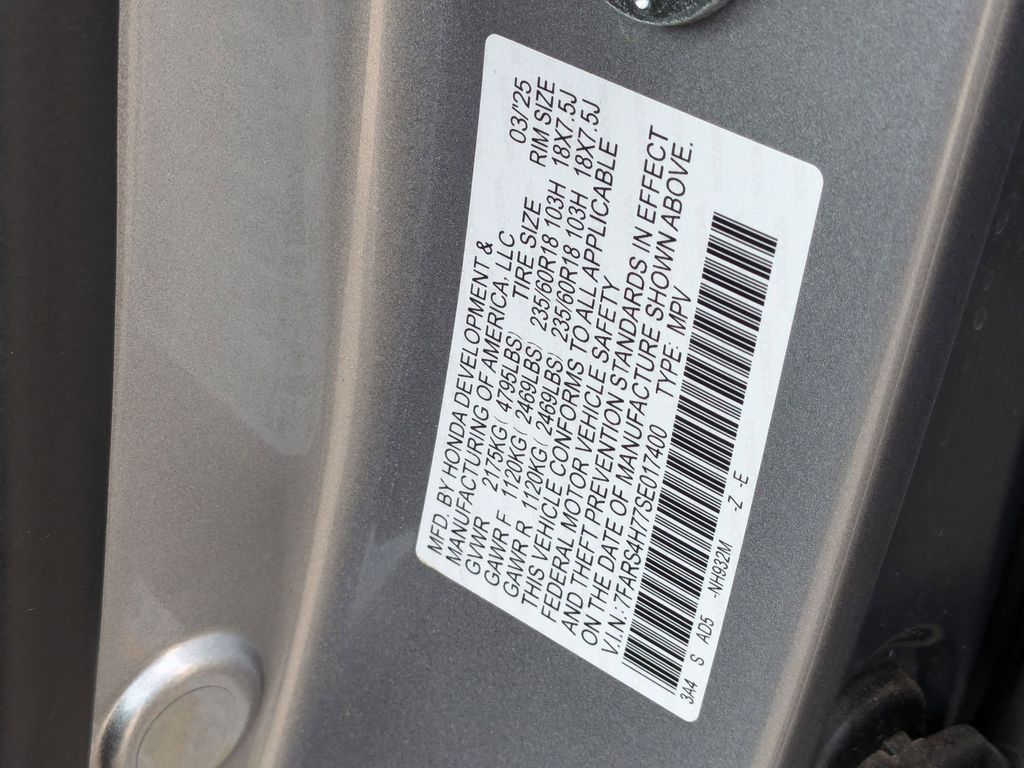 MFD. BY HONDA DEVELOPMENT &
MANUFACTURING OF AMERICA, LLC 03/'25
GVWR 2175KG ( 4795LBS) TIRE SIZE RIM SIZE
GAWR F 1120KG ( 2469LBS) 235/60R18 103H 18X7.5J
GAWR R 1120KG ( 2469LBS) 235/60R18 103H 18X7.5J
THIS VEHICLE CONFORMS TO ALL APPLICABLE
FEDERAL MOTOR VEHICLE SAFETY
AND THEFT PREVENTION STANDARDS IN EFFECT
ON THE DATE OF MANUFACTURE SHOWN ABOVE.
V.I.N.:7FARS4H77SE017400 TYPE: MPV
3A4 S AD5 -NH932M -Z -E